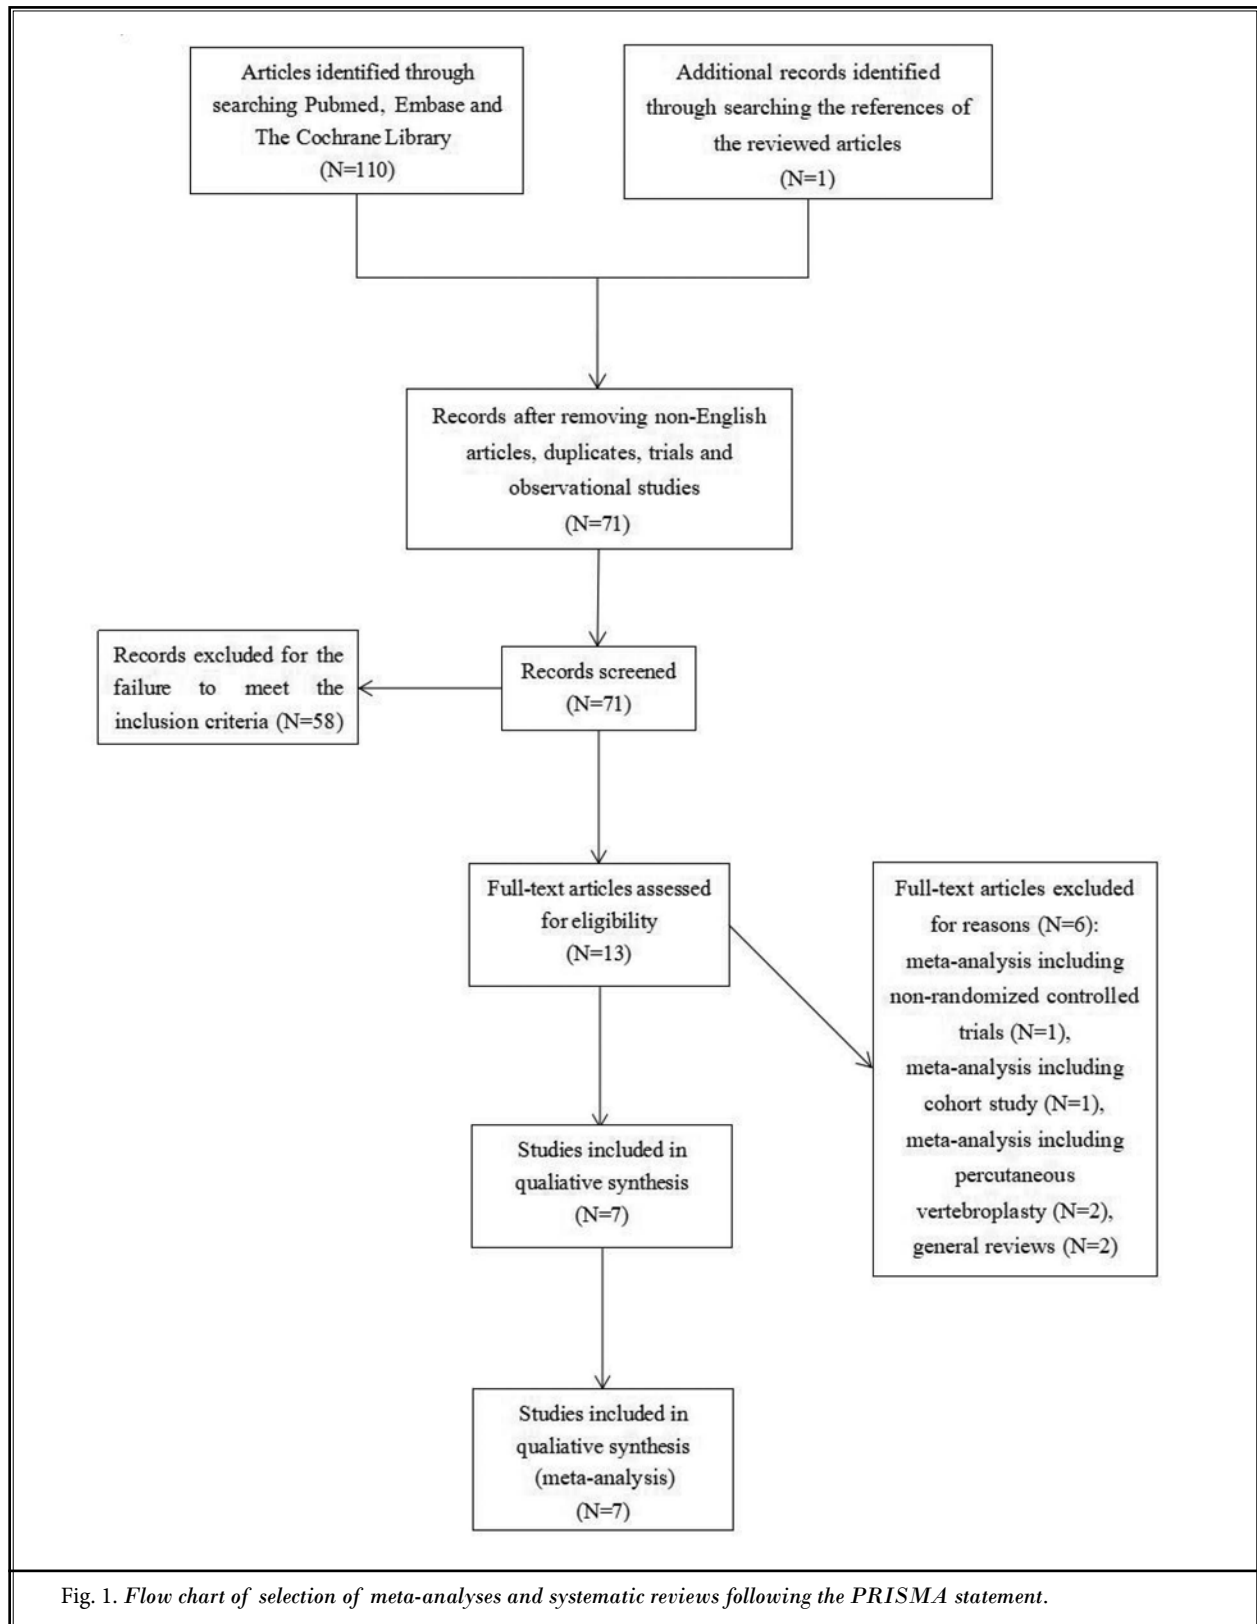 Articles identified through
searching Pubmed, Embase and
The Cochrane Library
(N=110)
Additional records identified
through searching the references of
the reviewed articles
(N=1)
Records after removing non-English
articles, duplicates, trials and
observational studies
(N=71)
Records excluded for the
failure to meet the
inclusion criteria (N=58)
Records screened
(N=71)
Full-text articles assessed
for eligibility
(N=13)
Full-text articles excluded
for reasons (N=6):
meta-analysis including
non-randomized controlled
trials (N=1),
meta-analysis including
cohort study (N=1),
meta-analysis including
percutaneous
vertebroplasty (N=2),
general reviews (N=2)
Studies included in
qualiative synthesis
(N=7)
Studies included in
qualiative synthesis
(meta-analysis)
(N=7)
Fig. 1. Flow chart of selection of meta-analyses and systematic reviews following the PRISMA statement.